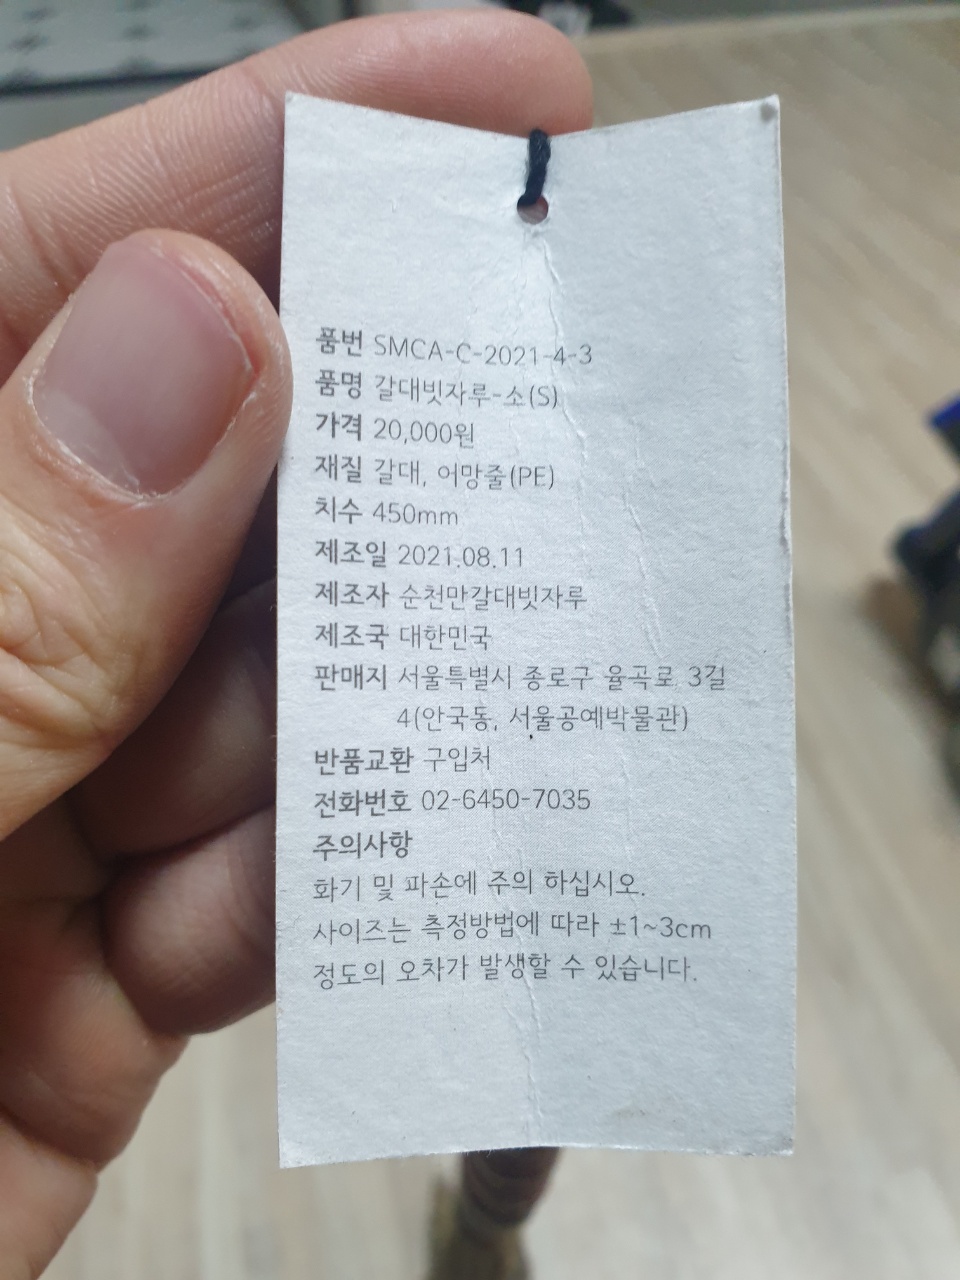 품번 SMCA-C-2021-4-3
품명 갈대빗자루-소(S)
가격 20,000원
재질 갈대, 어망줄(PE)
치수 450mm
제조일 2021.08.11
제조자 순천만갈대빗자루
제조국 대한민국
판매지 서울특별시 종로구 율곡로 3길
4(안국동, 서울공예박물관)
반품교환 구입처
전화번호 02-6450-7035
주의사항
화기 및 파손에 주의 하십시오.
사이즈는 측정방법에 따라 ±1~3cm
정도의 오차가 발생할 수 있습니다.